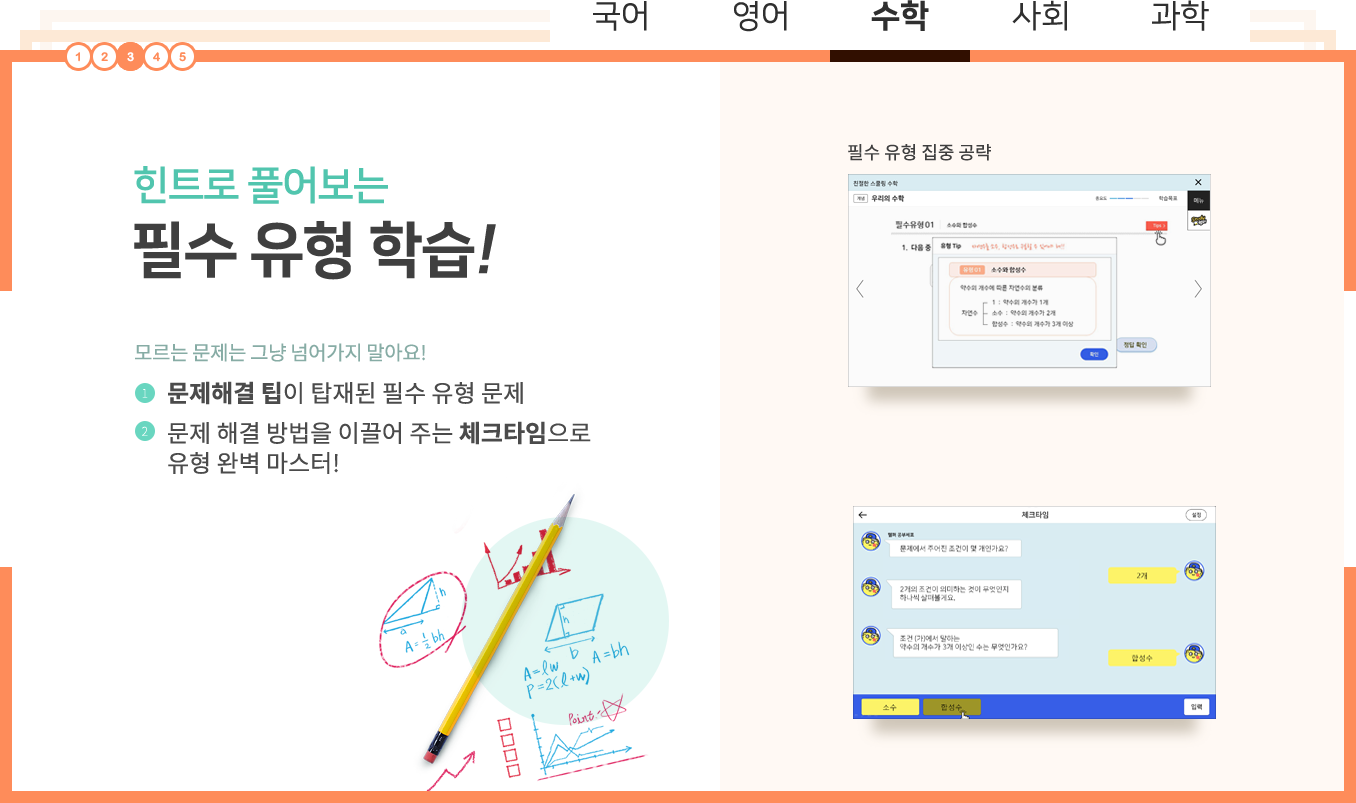 국어 영어 수학 사회 과학
1 2 3 4 5
힌트로 풀어보는
필수 유형 학습!
모르는 문제는 그냥 넘어가지 말아요!
1 문제해결 팁이 탑재된 필수 유형 문제
2 문제 해결 방법을 이끌어 주는 체크타임으로
유형 완벽 마스터!
h
a
A = 1/2 bh
h
b
A = lw
A = bh
P = 2(l+w)
Point:
필수 유형 집중 공략
친절한 스쿨링 수학
개념 우리의 수학
중요도
학습목표
메뉴
필수유형 01 소수와 합성수
Tips
1. 다음 중
유형 Tip
유형 01 소수와 합성수
약수의 개수에 따른 자연수의 분류
1 : 약수의 개수가 1개
자연수 소수 : 약수의 개수가 2개
합성수 : 약수의 개수가 3개 이상
정답 확인
확인
체크타임
설정
문제에서 주어진 조건이 몇 개인가요?
2개
2개의 조건이 의미하는 것이 무엇인지
하나씩 살펴볼게요.
조건 (가)에서 말하는
약수의 개수가 3개 이상인 수는 무엇인가요?
합성수
소수 합성수 입력